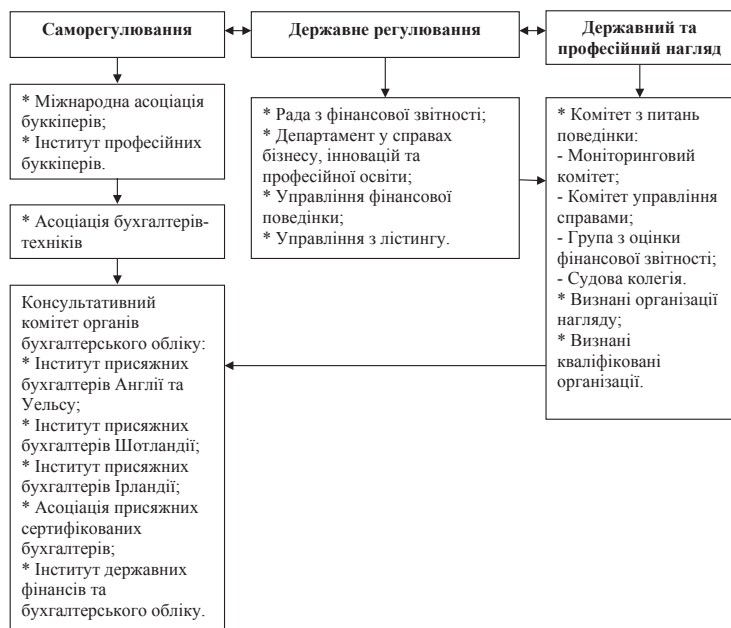 Саморегулювання
Державне регулювання
Державний та
професійний нагляд
* Міжнародна асоціація
буккіперів;
* Інститут професійних
буккіперів.
* Асоціація бухгалтерів-
техніків
Консультативний
комітет органів
бухгалтерського обліку:
* Інститут присяжних
бухгалтерів Англії та
Уельсу;
* Інститут присяжних
бухгалтерів Шотландії;
* Інститут присяжних
бухгалтерів Ірландії;
* Асоціація присяжних
сертифікованих
бухгалтерів;
* Інститут державних
фінансів та
бухгалтерського обліку.
* Рада з фінансової звітності;
* Департамент у справах
бізнесу, інновацій та
професійної освіти;
* Управління фінансової
поведінки;
* Управління з лістингу.
* Комітет з питань
поведінки:
- Моніторинговий
комітет;
- Комітет управління
справами;
- Група з оцінки
фінансової звітності;
- Судова колегія.
* Визнані організації
нагляду;
* Визнані
кваліфіковані
організації.